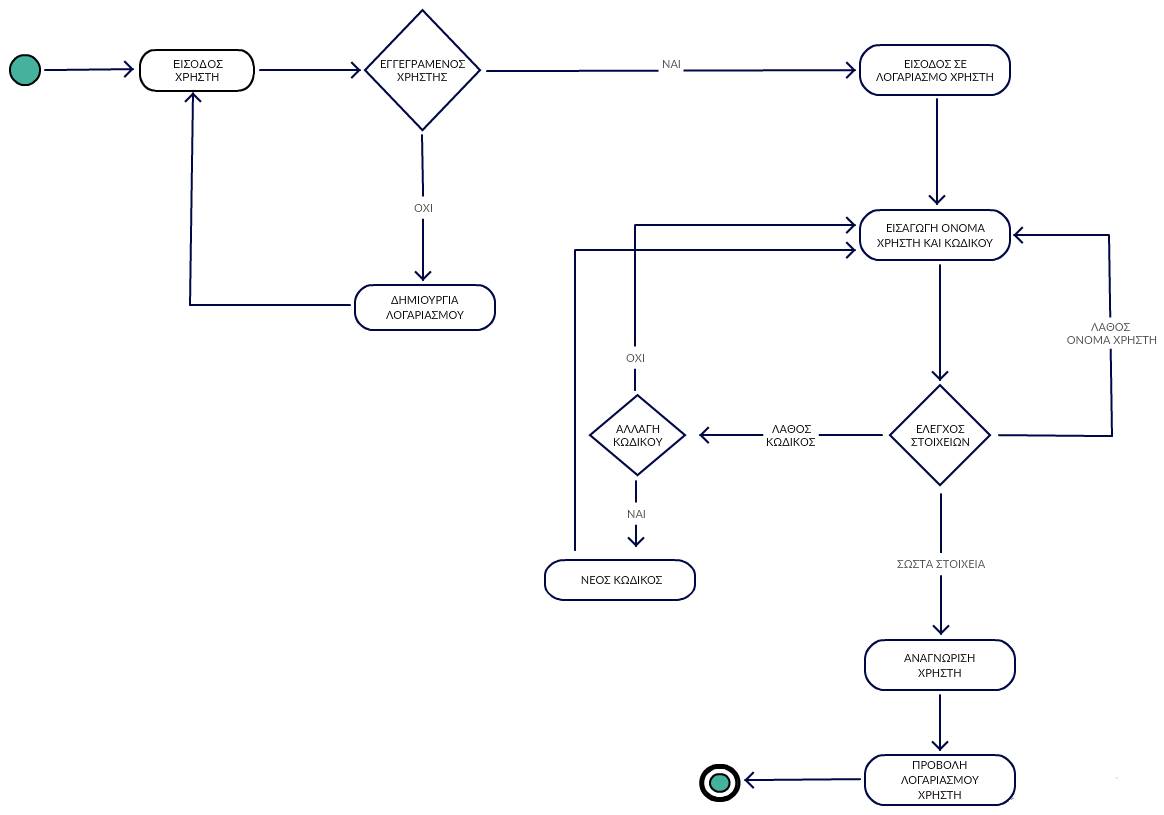 ΕΙΣΟΔΟΣ
ΧΡΗΣΤΗ
ΕΓΓΕΓΡΑΜΕΝΟΣ
ΧΡΗΣΤΗΣ
ΝΑΙ
ΕΙΣΟΔΟΣ ΣΕ
ΛΟΓΑΡΙΑΣΜΟ ΧΡΗΣΤΗ
ΟΧΙ
ΔΗΜΙΟΥΡΓΙΑ
ΛΟΓΑΡΙΑΣΜΟΥ
ΕΙΣΑΓΩΓΗ ΟΝΟΜΑ
ΧΡΗΣΤΗ ΚΑΙ ΚΩΔΙΚΟΥ
ΛΑΘΟΣ
ΟΝΟΜΑ ΧΡΗΣΤΗ
ΟΧΙ
ΑΛΛΑΓΗ
ΚΩΔΙΚΟΥ
ΛΑΘΟΣ
ΚΩΔΙΚΟΣ
ΕΛΕΓΧΟΣ
ΣΤΟΙΧΕΙΩΝ
ΝΑΙ
ΝΕΟΣ ΚΩΔΙΚΟΣ
ΣΩΣΤΑ ΣΤΟΙΧΕΙΑ
ΑΝΑΓΝΩΡΙΣΗ
ΧΡΗΣΤΗ
ΠΡΟΒΟΛΗ
ΛΟΓΑΡΙΑΣΜΟΥ
ΧΡΗΣΤΗ